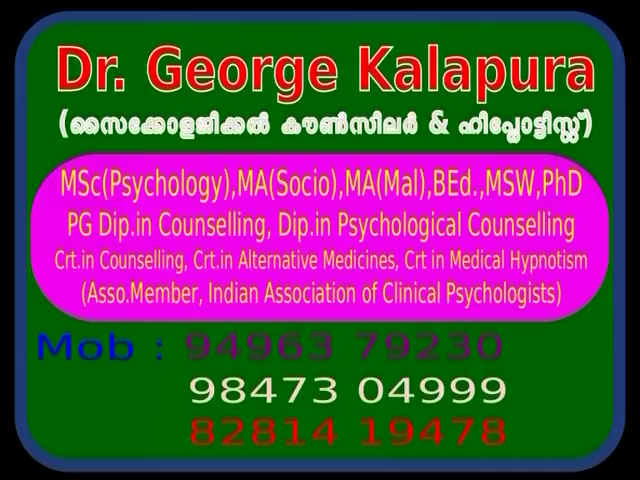 Dr. George Kalapura
(സൈക്കോളജിക്കൽ കൗൺസിലർ & ഹിപ്നോട്ടിസ്റ്റ്)
MSc(Psychology),MA(Socio),MA(Mal),BEd.,MSW,PhD
PG Dip.in Counselling, Dip.in Psychological Counselling
Crt.in Counselling, Crt.in Alternative Medicines, Crt in Medical Hypnotism
(Asso.Member, Indian Association of Clinical Psychologists)
Mob : 94963 79230
98473 04999
82814 19478